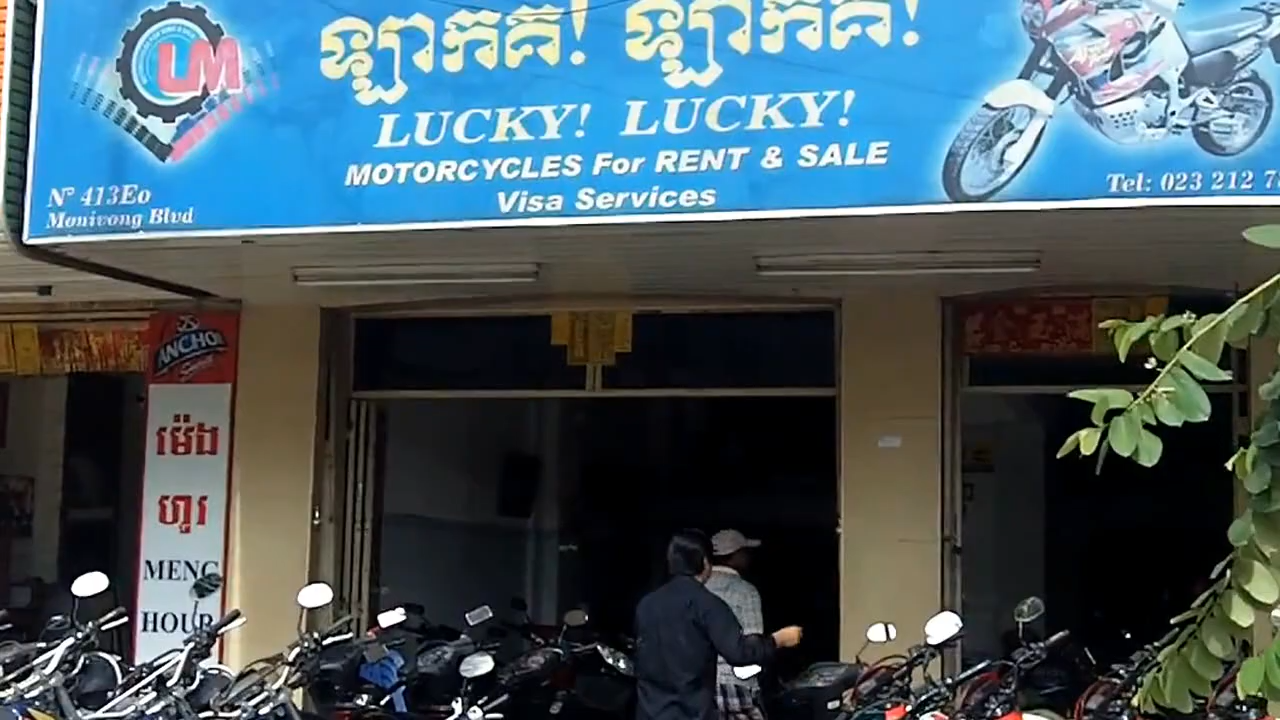 LM
ឡាកគី! ឡាកគី!
LUCKY! LUCKY!
MOTORCYCLES For RENT & SALE
Visa Services
Nº 413Eo
Monivong Blvd
Tel: 023 212 7
ANCHOR
ម៉េង
ហួរ
MENG
HOUR